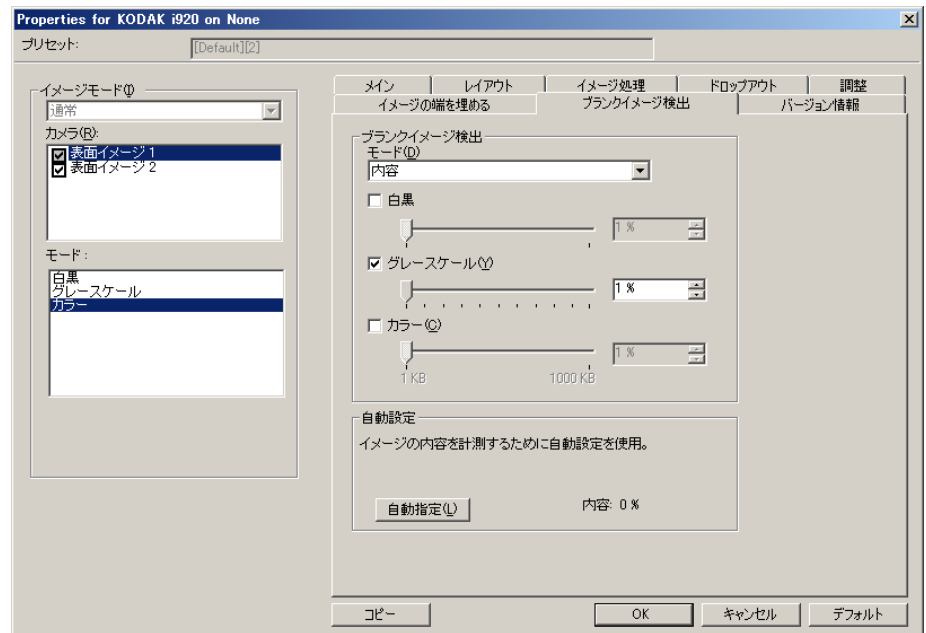 Properties for KODAK i920 on None
プリセット:
[Default][2]
イメージモード(I)
通常
カメラ(R):
表面イメージ 1
表面イメージ 2
モード :
白黒
グレースケール
カラー
メイン
レイアウト
イメージ処理
ドロップアウト
調整
イメージの端を埋める
ブランクイメージ検出
バージョン情報
ブランクイメージ検出
モード(D)
内容
白黒
1 %
グレースケール(Y)
1 %
カラー(C)
1 %
1 KB
1000 KB
自動設定
イメージの内容を計測するために自動設定を使用。
自動指定(L)
内容: 0 %
コピー
OK
キャンセル
デフォルト